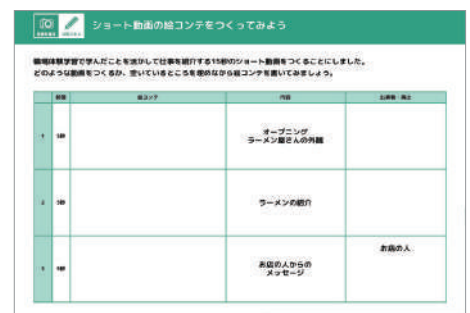 ショート動画の絵コンテをつくってみよう
職場体験学習で学んだことを活かして仕事を紹介する15秒のショート動画をつくることにしました。
どのような動画をつくるか、空いているところを埋めながら絵コンテを書いてみましょう。
絵コンテ
内容
1
オープニング
ラーメン屋さんの外観
2
ラーメンの紹介
3
お店の人からの
メッセージ
お店の人